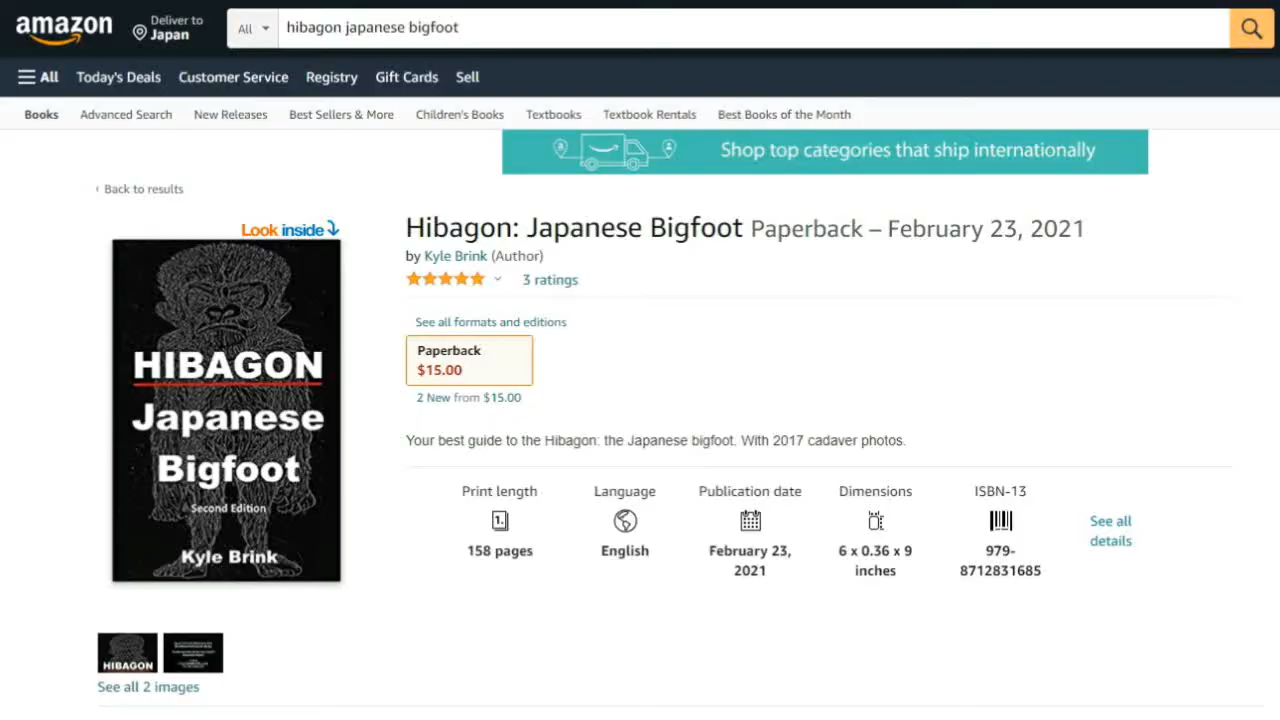 amazon
Deliver to
Japan
All
hibagon japanese bigfoot
All Today's Deals Customer Service Registry Gift Cards Sell
Books Advanced Search New Releases Best Sellers & More Children's Books Textbooks Textbook Rentals Best Books of the Month
Shop top categories that ship internationally
‹ Back to results
Look inside
HIBAGON
Japanese
Bigfoot
Second Edition
Kyle Brink
HIBAGON
See all 2 images
Hibagon: Japanese Bigfoot Paperback – February 23, 2021
by Kyle Brink (Author)
3 ratings
See all formats and editions
Paperback
$15.00
2 New from $15.00
Your best guide to the Hibagon: the Japanese bigfoot. With 2017 cadaver photos.
Print length
1.
158 pages
Language
English
Publication date
February 23,
2021
Dimensions
6 x 0.36 x 9
inches
ISBN-13
979-
8712831685
See all
details